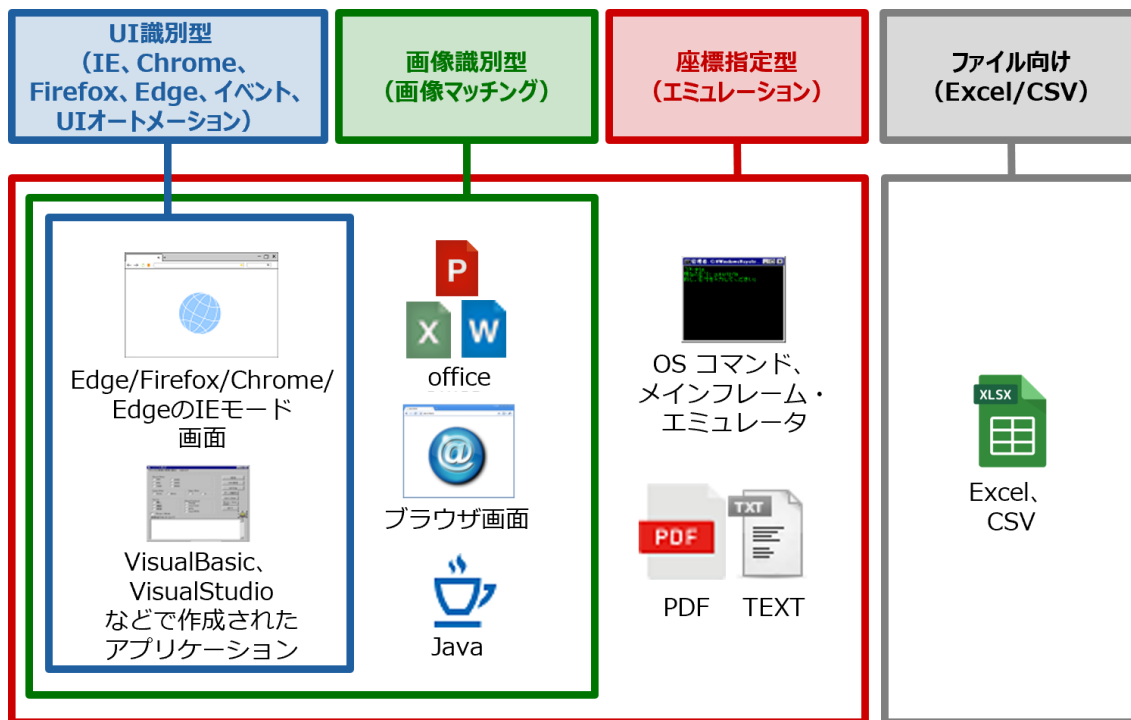 UI識別型
（IE、Chrome、
Firefox、Edge、イベント、
UIオートメーション）
画像識別型
（画像マッチング）
座標指定型
（エミュレーション）
ファイル向け
（Excel/CSV）
Edge/Firefox/Chrome/
EdgeのIEモード
画面
VisualBasic、
VisualStudio
などで作成された
アプリケーション
P
X
W
office
@
ブラウザ画面
Java
OS コマンド、
メインフレーム・
エミュレータ
PDF
TXT
PDF
TEXT
XLSX
Excel、
CSV